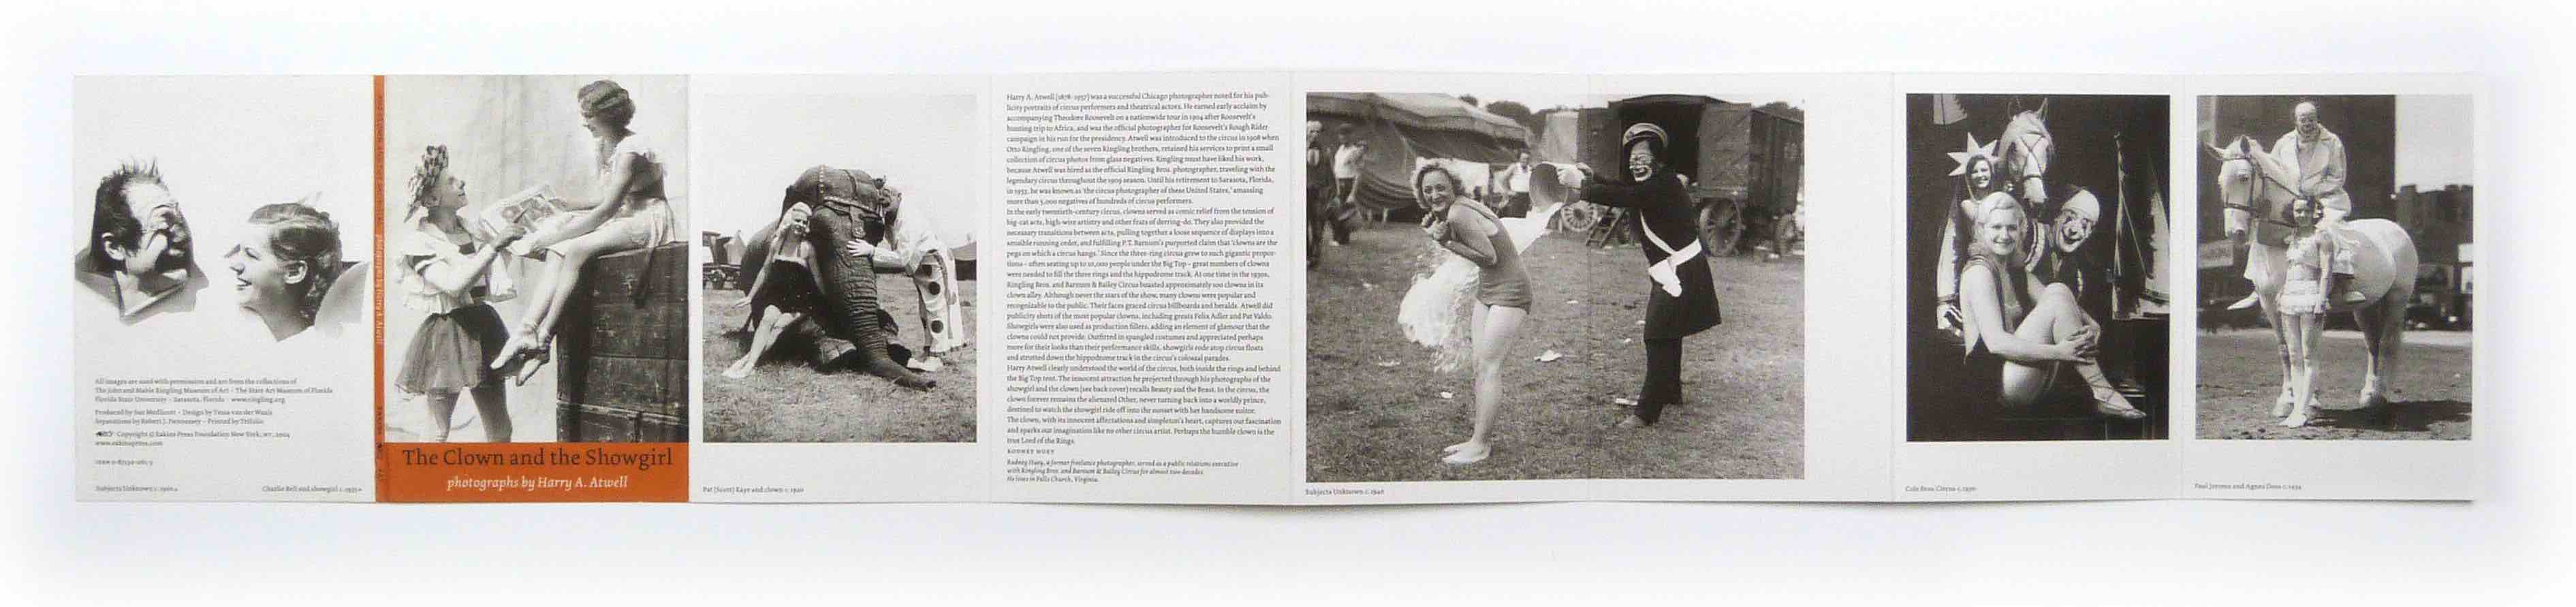 All images are used with permission and are from the collections of
The John and Mable Ringling Museum of Art – The State Art Museum of Florida
Florida State University – Sarasota, Florida www.ringling.org
Produced by Sue Medlicott – Design by Tessa van der Waals
Separations by Robert J. Hennessey – Printed by Trifolio
Copyright © Eakins Press Foundation New York, NY, 2004
www.eakinspress.com
Subjects Unknown c. 1920
Charlie Bell and showgirl c. 1935
photographs by Harry A. Atwell
The Clown and the Showgirl
photographs by Harry A. Atwell
Pat [Scott] Kaye and clown c. 1940
Harry A. Atwell [1878-1957] was a successful Chicago photographer noted for his pub-
licity portraits of circus performers and theatrical actors. He earned early acclaim by
accompanying Theodore Roosevelt on a nationwide tour in 1904 after Roosevelt's
hunting trip to Africa, and was the official photographer for Roosevelt's Rough Rider
campaign in his run for the presidency. Atwell was introduced to the circus in 1908 when
Otto Ringling, one of the seven Ringling brothers, retained his services to print a small
collection of circus photos from glass negatives. Ringling must have liked his work,
because Atwell was hired as the official Ringling Bros. photographer, traveling with the
legendary circus throughout the 1909 season. Until his retirement to Sarasota, Florida,
in 1953, he was known as 'the circus photographer of these United States,' amassing
more than 5,000 negatives of hundreds of circus performers.
In the early twentieth-century circus, clowns served as comic relief from the tension of
big-cat acts, high-wire artistry and other feats of derring-do. They also provided the
necessary transitions between acts, pulling together a loose sequence of displays into a
sensible running order, and fulfilling P.T. Barnum's purported claim that 'clowns are the
pegs on which a circus hangs.' Since the three-ring circus grew to such gigantic propor-
tions – often seating up to 10,000 people under the Big Top – great numbers of clowns
were needed to fill the three rings and the hippodrome track. At one time in the 1930s,
Ringling Bros. and Barnum & Bailey Circus boasted approximately 100 clowns in its
clown alley. Although never the stars of the show, many clowns were popular and
recognizable to the public. Their faces graced circus billboards and heralds. Atwell did
publicity shots of the most popular clowns, including greats Felix Adler and Pat Valdo.
Showgirls were also used as production fillers, adding an element of glamour that the
clowns could not provide. Outfitted in spangled costumes and appreciated perhaps
more for their looks than their performance skills, showgirls rode atop circus floats
and strutted down the hippodrome track in the circus's colossal parades.
Harry Atwell clearly understood the world of the circus, both inside the rings and behind
the Big Top tent. The innocent attraction he projected through his photographs of the
showgirl and the clown [see back cover] recalls Beauty and the Beast. In the circus, the
clown forever remains the alienated Other, never turning back into a worldly prince,
destined to watch the showgirl ride off into the sunset with her handsome suitor.
The clown, with its innocent affectations and simpleton's heart, captures our fascination
and sparks our imagination like no other circus artist. Perhaps the humble clown is the
true Lord of the Rings.
RODNEY HUEY
Rodney Huey, a former freelance photographer, served as a public relations executive
with Ringling Bros. and Barnum & Bailey Circus for almost two decades.
He lives in Falls Church, Virginia.
Subjects Unknown c. 1940
Cole Bros. Circus c. 1936
Paul Jerome and Agnes Doss c. 1934